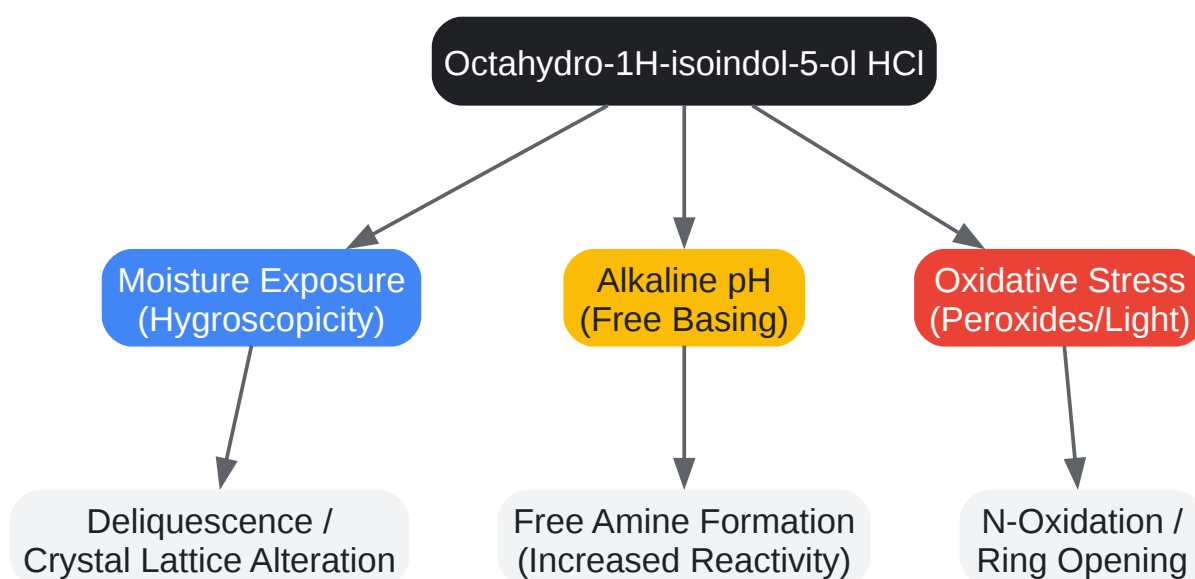 Octahydro-1H-isoindol-5-ol HCl
Moisture Exposure
(Hygroscopicity)
Alkaline pH
(Free Basing)
Oxidative Stress
(Peroxides/Light)
Deliquescence /
Crystal Lattice Alteration
Free Amine Formation
(Increased Reactivity)
N-Oxidation /
Ring Opening